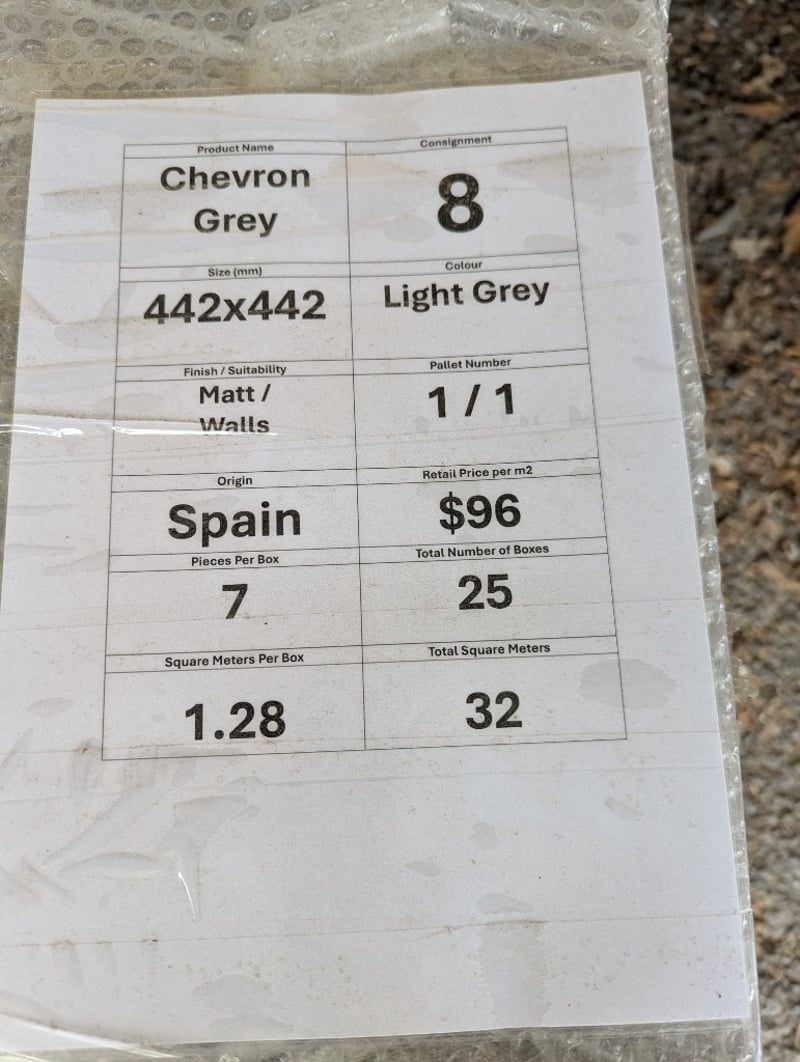 Product Name
Chevron
Grey
Consignment
8
Size (mm)
442x442
Colour
Light Grey
Finish / Suitability
Matt /
Walls
Pallet Number
1 / 1
Origin
Spain
Retail Price per m2
$96
Pieces Per Box
7
Total Number of Boxes
25
Square Meters Per Box
1.28
Total Square Meters
32